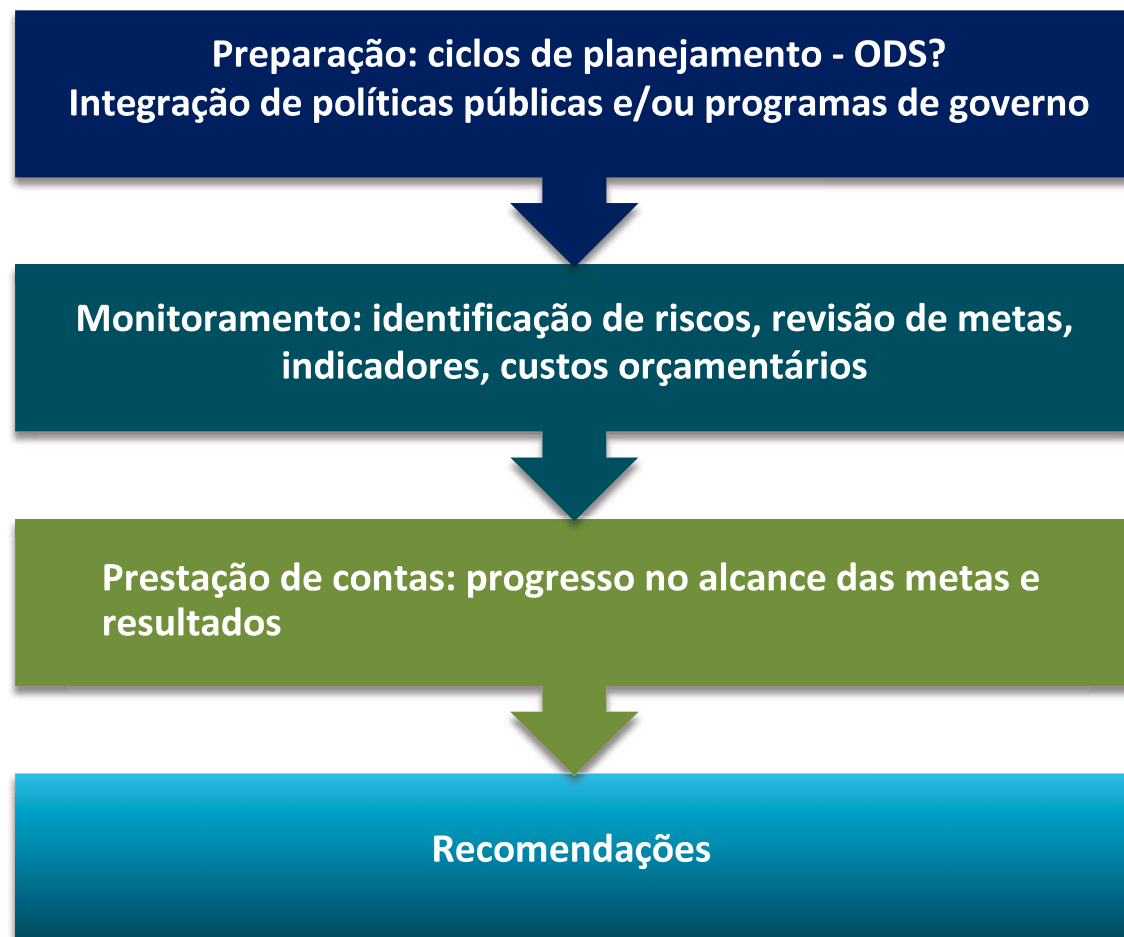 Preparação: ciclos de planejamento - ODS?
Integração de políticas públicas e/ou programas de governo
Monitoramento: identificação de riscos, revisão de metas,
indicadores, custos orçamentários
Prestação de contas: progresso no alcance das metas e
resultados
Recomendações